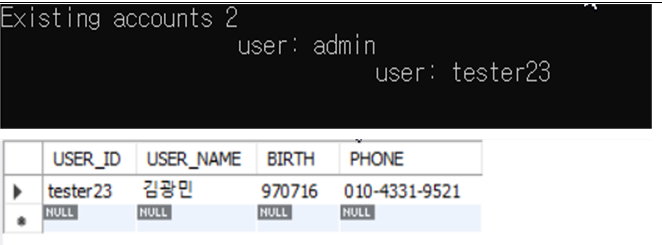 Existing accounts 2
user: admin
user: tester23
USER_ID USER_NAME BIRTH PHONE
tester23 김광민 970716 010-4331-9521
NULL NULL NULL NULL